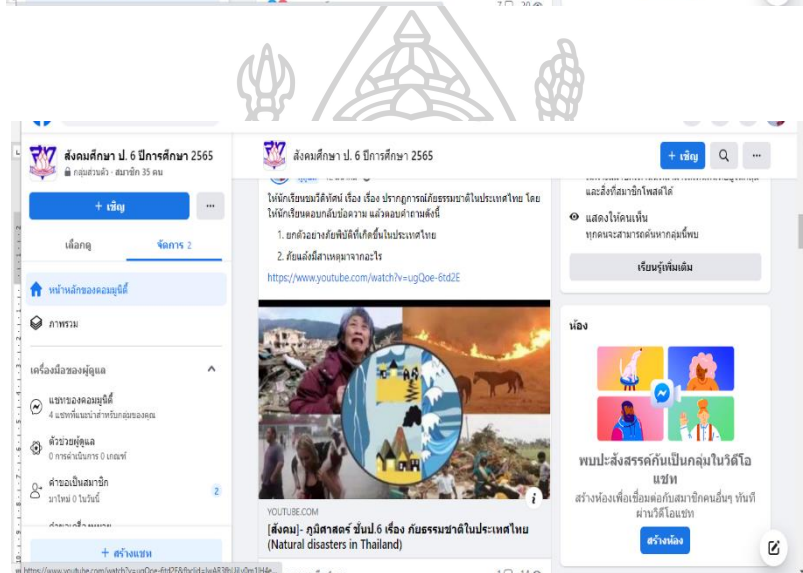 สังคมศึกษา ป. 6 ปีการศึกษา 2565
กลุ่มส่วนตัว · สมาชิก 35 คน
+ เชิญ
เลือกดู
จัดการ 2
หน้าหลักของคอมมูนิตี้
ภาพรวม
เครื่องมือของผู้ดูแล
แชทของคอมมูนิตี้
4 แชทที่แนะนำสำหรับกลุ่มของคุณ
ตัวช่วยผู้ดูแล
0 การดำเนินการ 0 เกณฑ์
คำขอเป็นสมาชิก
มาใหม่ 0 ในวันนี้
2
+ สร้างแชท
สังคมศึกษา ป. 6 ปีการศึกษา 2565
+ เชิญ
ให้นักเรียนชมวีดิทัศน์ เรื่อง เรื่อง ปรากฏการณ์ภัยธรรมชาติในประเทศไทย โดย
ให้นักเรียนตอบกลับข้อความ แล้วตอบคำถามดังนี้
1. ยกตัวอย่างภัยพิบัติที่เกิดขึ้นในประเทศไทย
2. ภัยแล้งมีสาเหตุมาจากอะไร
https://www.youtube.com/watch?v=ugQoe-6td2E
YOUTUBE.COM
[สังคม]- ภูมิศาสตร์ ชั้นป.6 เรื่อง ภัยธรรมชาติในประเทศไทย
(Natural disasters in Thailand)
และสิ่งที่สมาชิกโพสต์ได้
แสดงให้คนเห็น
ทุกคนจะสามารถค้นหากลุ่มนี้พบ
เรียนรู้เพิ่มเติม
ห้อง
พบปะสังสรรค์กันเป็นกลุ่มในวิดีโอ
แชท
สร้างห้องเพื่อเชื่อมต่อกับสมาชิกคนอื่นๆ ทันที
ผ่านวิดีโอแชท
สร้างห้อง